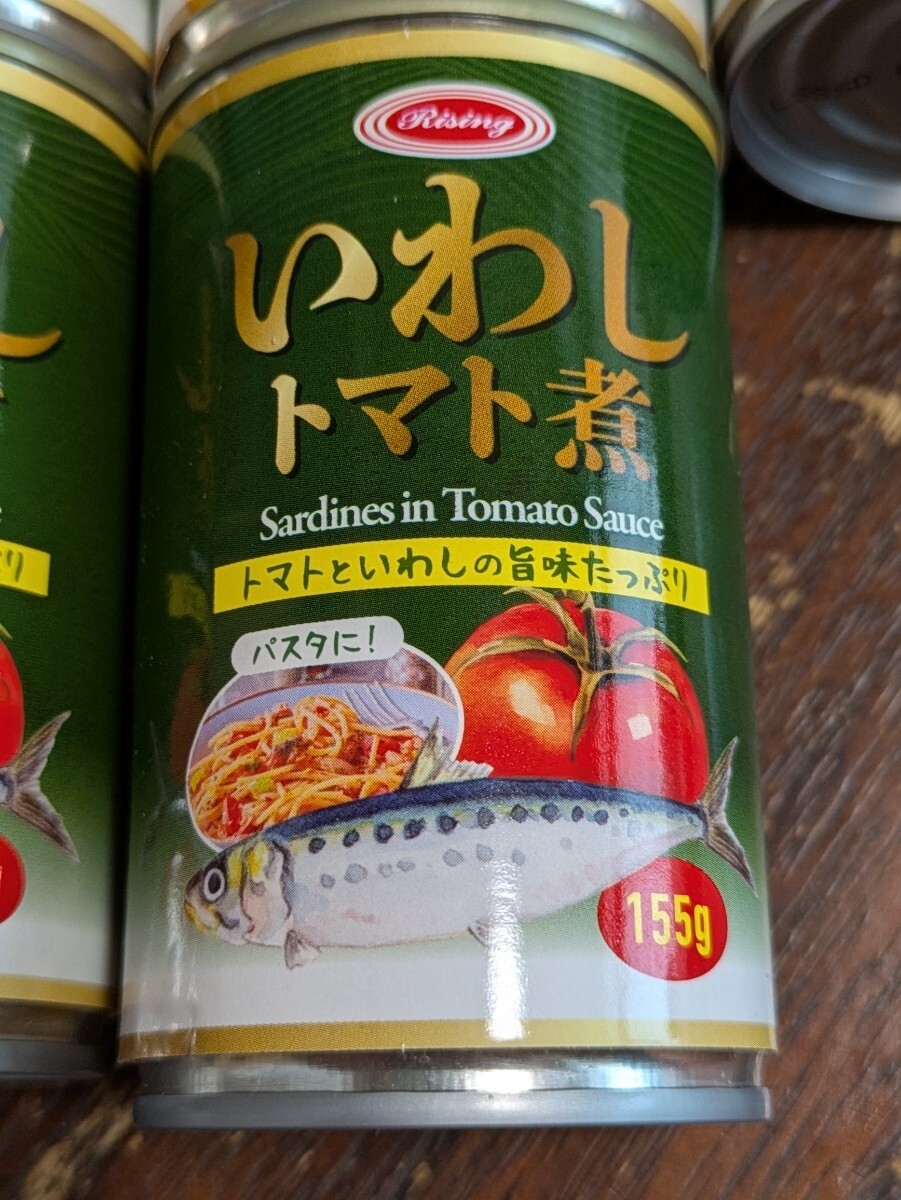 Rising
いわし
トマト煮
Sardines in Tomato Sauce
トマトといわしの旨味たっぷり
パスタに!
155g